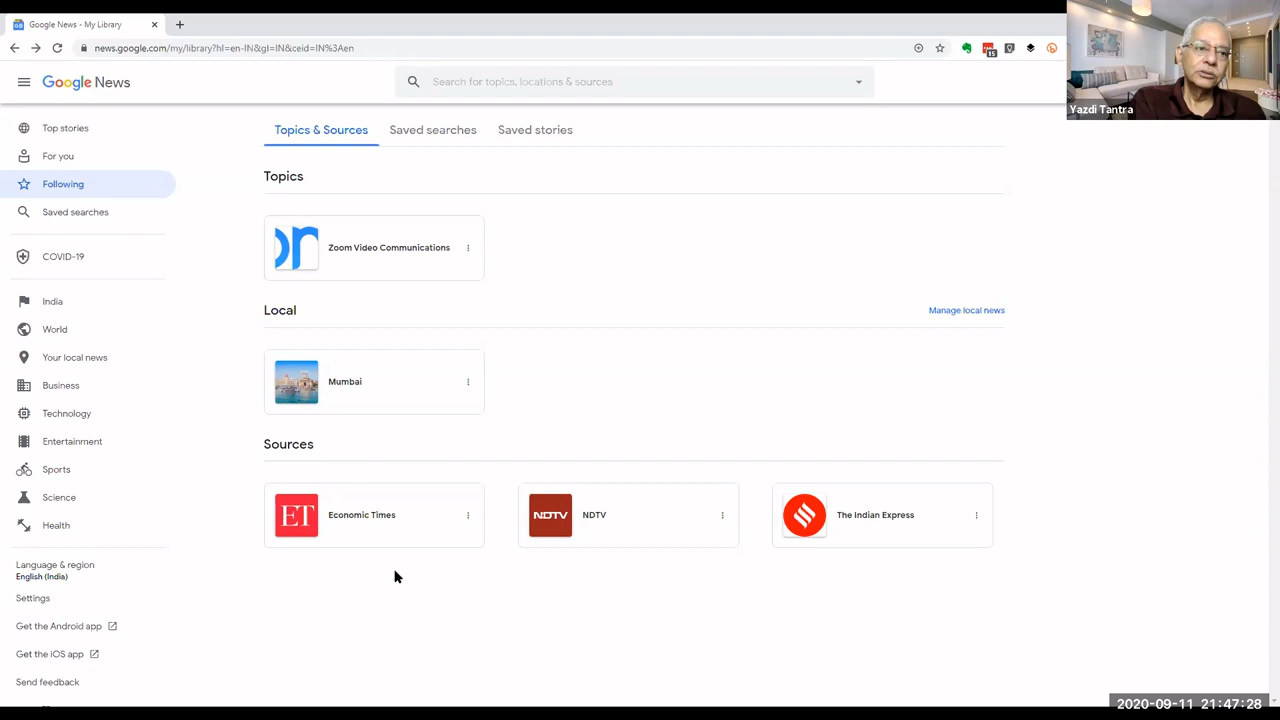 Google News - My Library
news.google.com/my/library?hl=en-IN&gl=IN&ceid=IN%3Aen
15
Google News
Search for topics, locations & sources
Yazdi Tantra
Top stories
For you
Following
Saved searches
COVID-19
India
World
Your local news
Business
Technology
Entertainment
Sports
Science
Health
Language & region
English (India)
Settings
Get the Android app
Get the iOS app
Send feedback
Topics & Sources
Saved searches
Saved stories
Topics
Zoom Video Communications
Local
Manage local news
Mumbai
Sources
ET
Economic Times
NDTV
NDTV
The Indian Express
2020-09-11 21:47:28